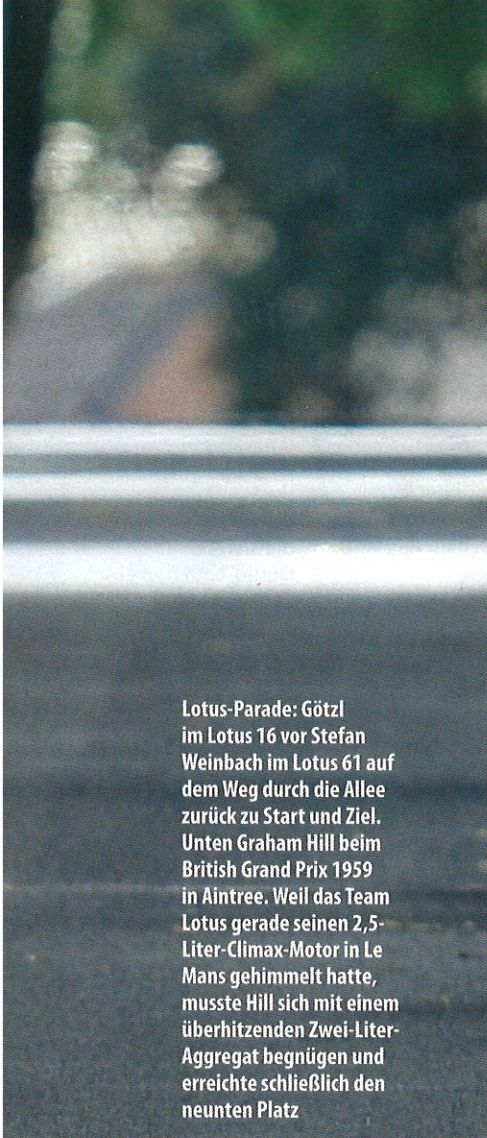 Lotus-Parade: Götzl
im Lotus 16 vor Stefan
Weinbach im Lotus 61 auf
dem Weg durch die Allee
zurück zu Start und Ziel.
Unten Graham Hill beim
British Grand Prix 1959
in Aintree. Weil das Team
Lotus gerade seinen 2,5-
Liter-Climax-Motor in Le
Mans gehimmelt hatte,
musste Hill sich mit einem
überhitzenden Zwei-Liter-
Aggregat begnügen und
erreichte schließlich den
neunten Platz